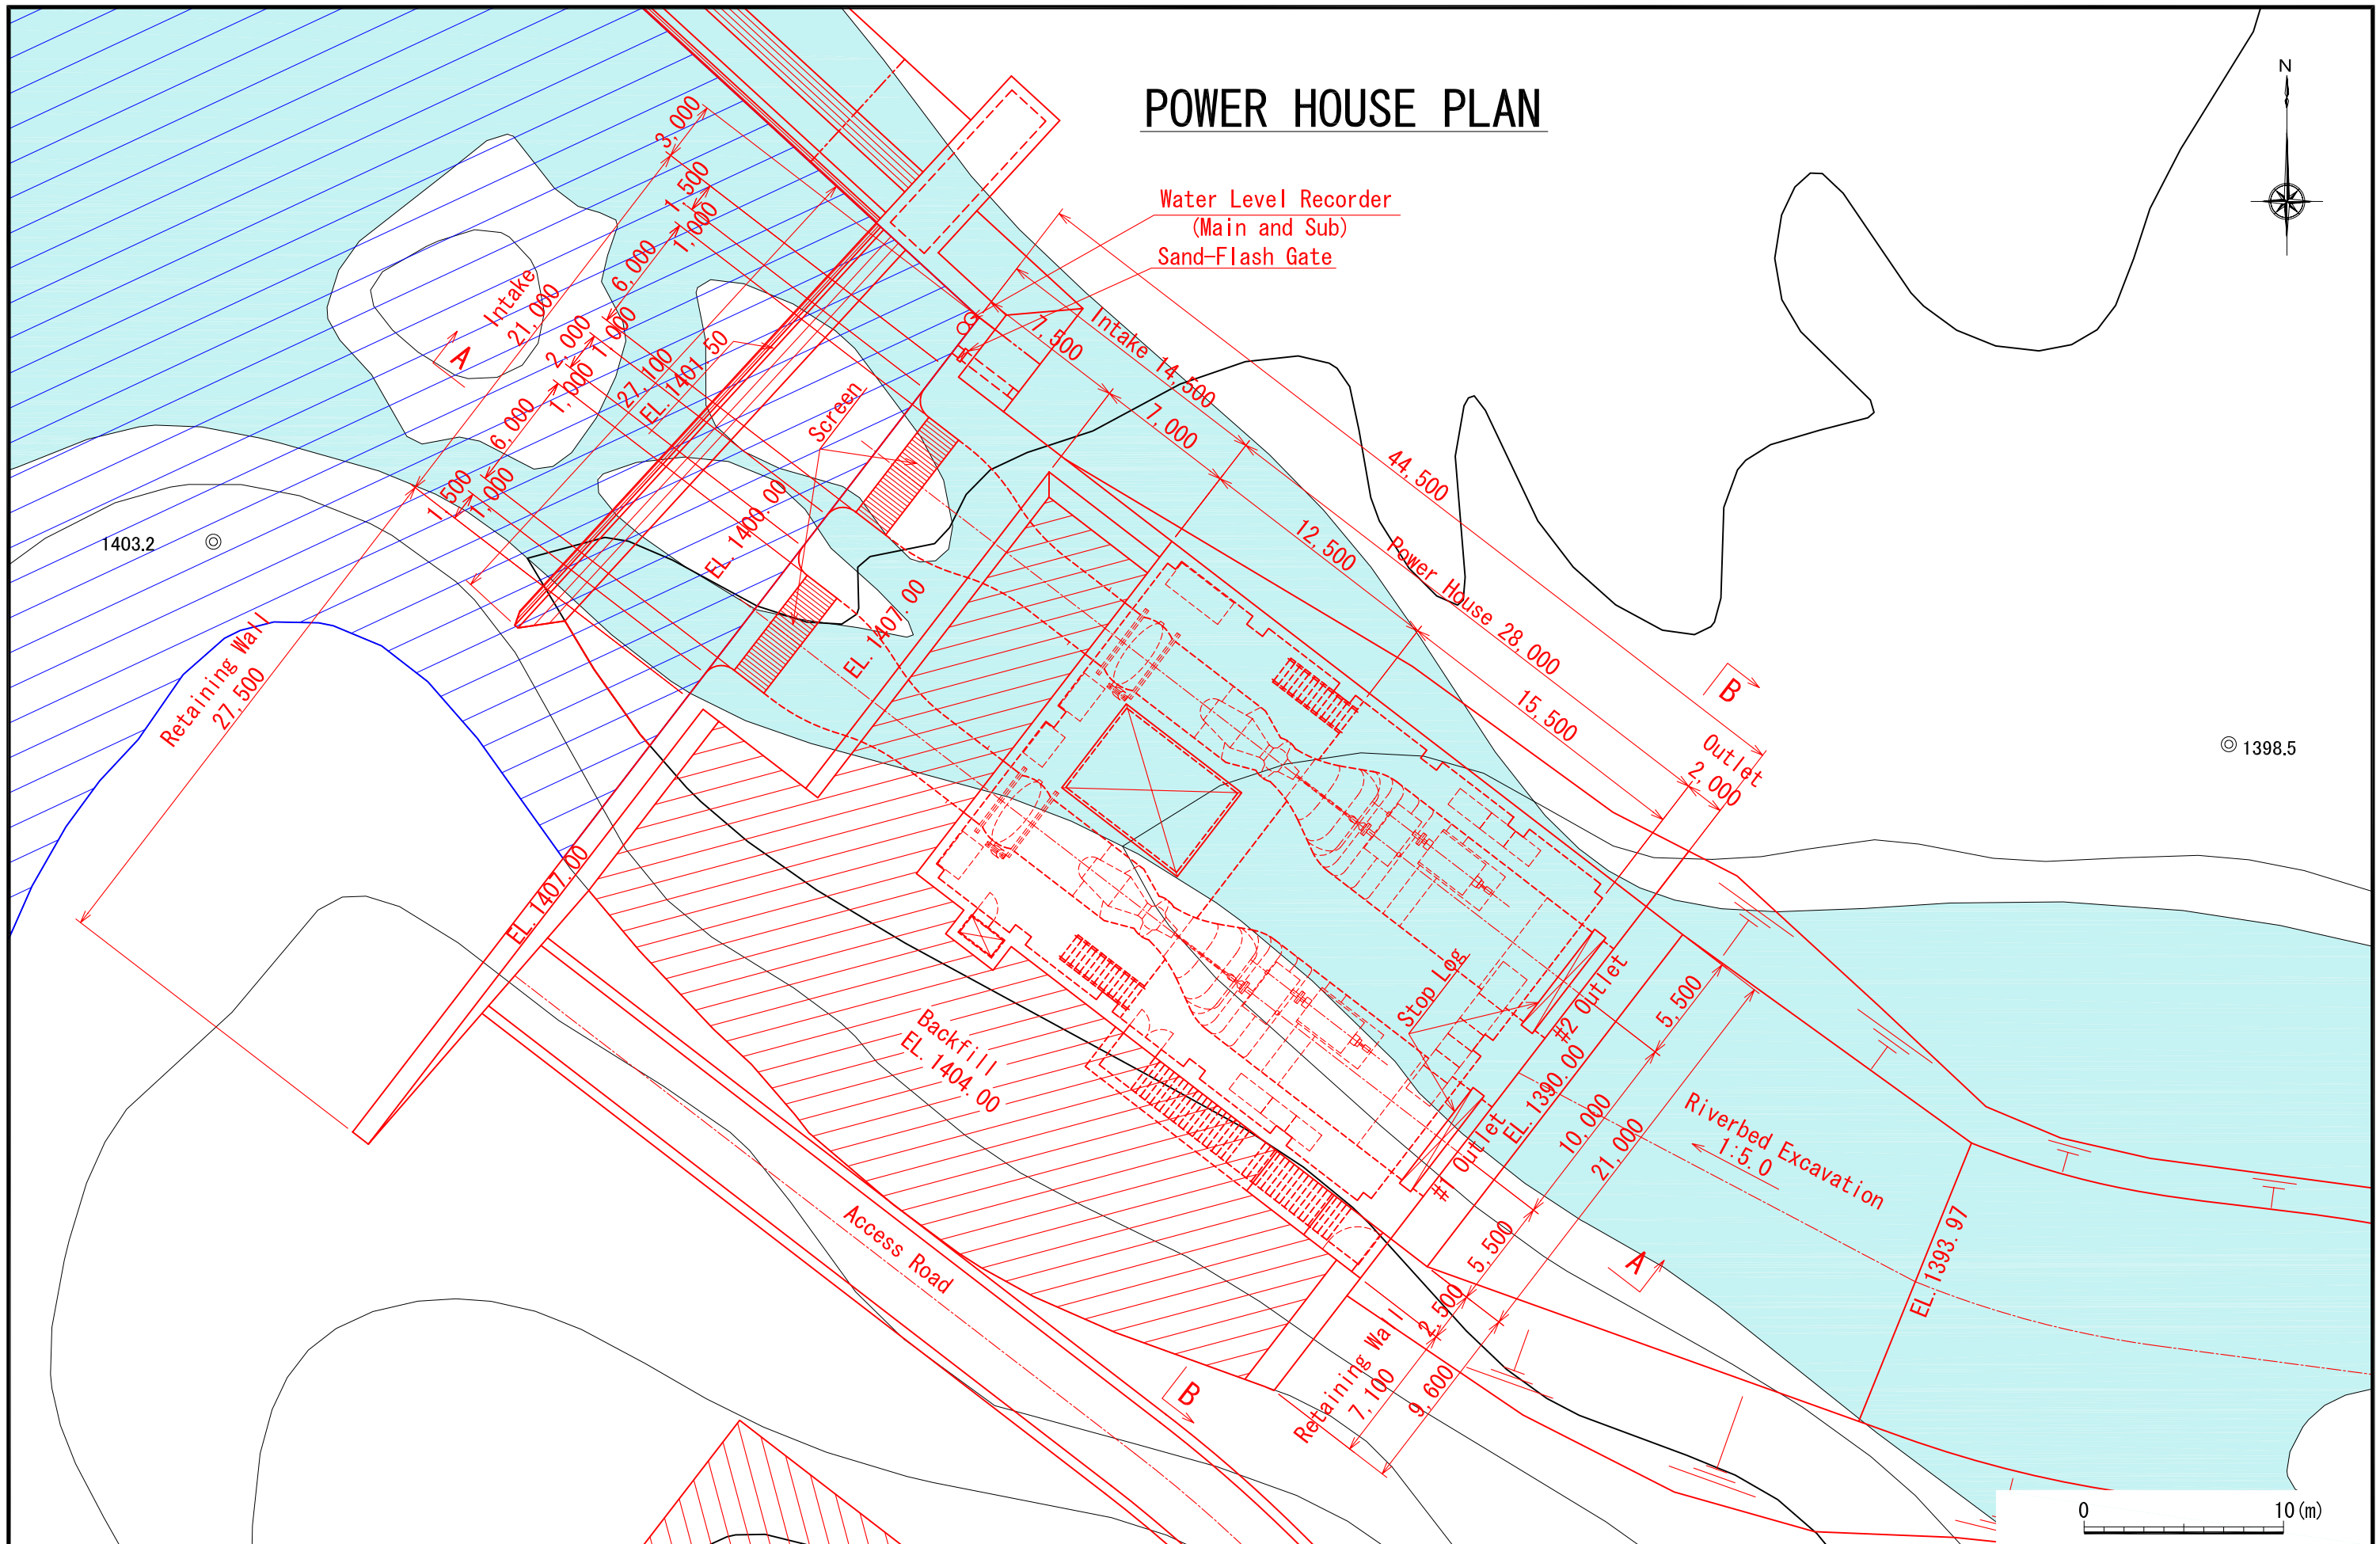 POWER HOUSE PLAN
N
Water Level Recorder
(Main and Sub)
Sand-Flash Gate
3,000
1,500
1,000
6,000
Intake
21,000
2,000
1,000
1,000
27,100
EL.1401.50
6,000
1,500
1,000
A
Screen
7,500
Intake 14,500
7,000
44,500
12,500
Power House 28,000
15,500
B
Outlet
2,000
1403.2
1398.5
EL.1400.00
EL.1407.00
Retaining Wall
27,500
EL.1407.00
Backfill
EL.1404.00
Access Road
Stop Log
#2 Outlet
EL.1390.00
#1 Outlet
5,500
10,000
21,000
Riverbed Excavation
1:5.0
EL.1393.97
A
5,500
2,500
Retaining Wall
7,100
9,600
B
0
10(m)